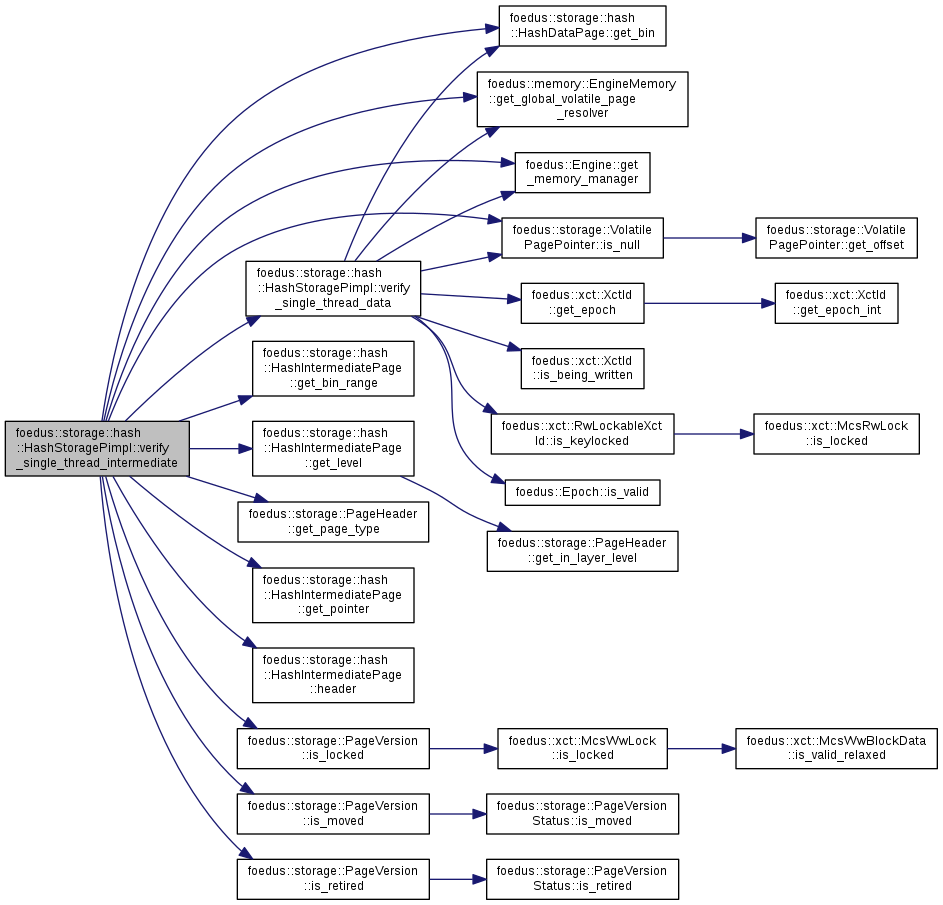 foedus::storage::hash
::HashDataPage::get_bin
foedus::memory::EngineMemory
::get_global_volatile_page
_resolver
foedus::Engine::get
_memory_manager
foedus::storage::Volatile
PagePointer::is_null
foedus::storage::Volatile
PagePointer::get_offset
foedus::storage::hash
::HashStoragePimpl::verify
_single_thread_data
foedus::xct::XctId
::get_epoch
foedus::xct::XctId
::get_epoch_int
foedus::storage::hash
::HashIntermediatePage
::get_bin_range
foedus::xct::XctId
::is_being_written
foedus::storage::hash
::HashStoragePimpl::verify
_single_thread_intermediate
foedus::storage::hash
::HashIntermediatePage
::get_level
foedus::xct::RwLockableXct
Id::is_keylocked
foedus::xct::McsRwLock
::is_locked
foedus::Epoch::is_valid
foedus::storage::PageHeader
::get_page_type
foedus::storage::PageHeader
::get_in_layer_level
foedus::storage::hash
::HashIntermediatePage
::get_pointer
foedus::storage::hash
::HashIntermediatePage
::header
foedus::storage::PageVersion
::is_locked
foedus::xct::McsWwLock
::is_locked
foedus::xct::McsWwBlockData
::is_valid_relaxed
foedus::storage::PageVersion
::is_moved
foedus::storage::PageVersion
Status::is_moved
foedus::storage::PageVersion
::is_retired
foedus::storage::PageVersion
Status::is_retired